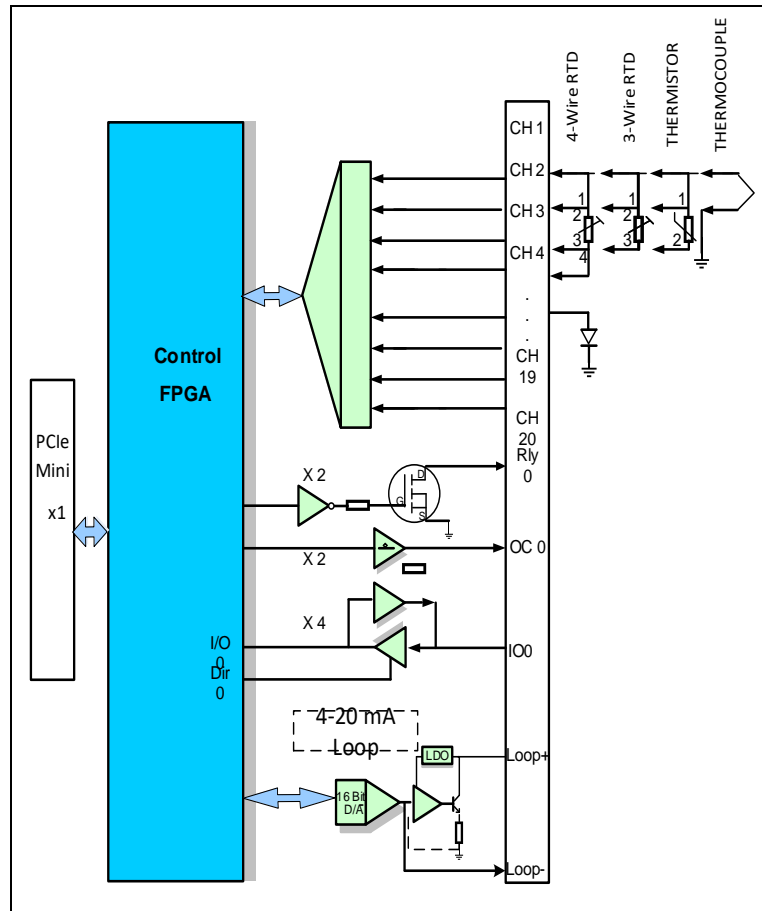 4-Wire RTD
3-Wire RTD
THERMISTOR
THERMOCOUPLE
CH 1
CH 2
CH 3
CH 4
.
.
.
CH
19
CH
20
1
2
3
4
1
2
3
1
2
Control
FPGA
PCIe
Mini
x1
X 2
D
G
S
Rly
0
X 2
OC 0
X 4
I/O
0
Dir
0
IO0
4-20 mA
Loop
LDO
Loop+
16 Bit
D/A
Loop-